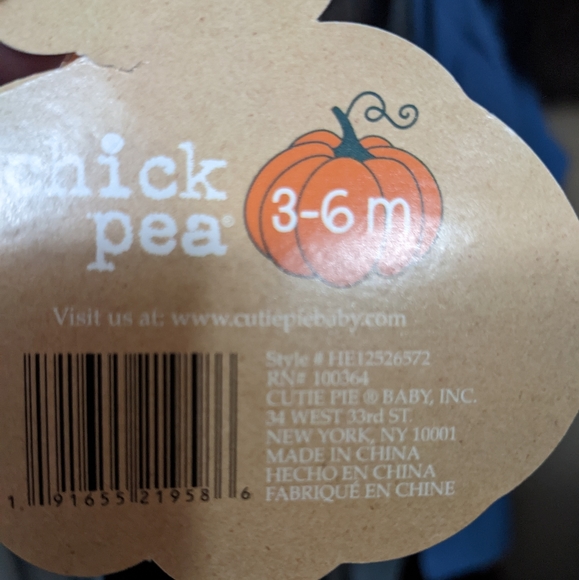 chick
pea®
3-6 m
Visit us at: www.cutiepiebaby.com
Style # HE12526572
RN# 100364
CUTIE PIE ® BABY, INC.
34 WEST 33rd ST.
NEW YORK, NY 10001
MADE IN CHINA
HECHO EN CHINA
FABRIQUÉ EN CHINE
1 91655 21958 6